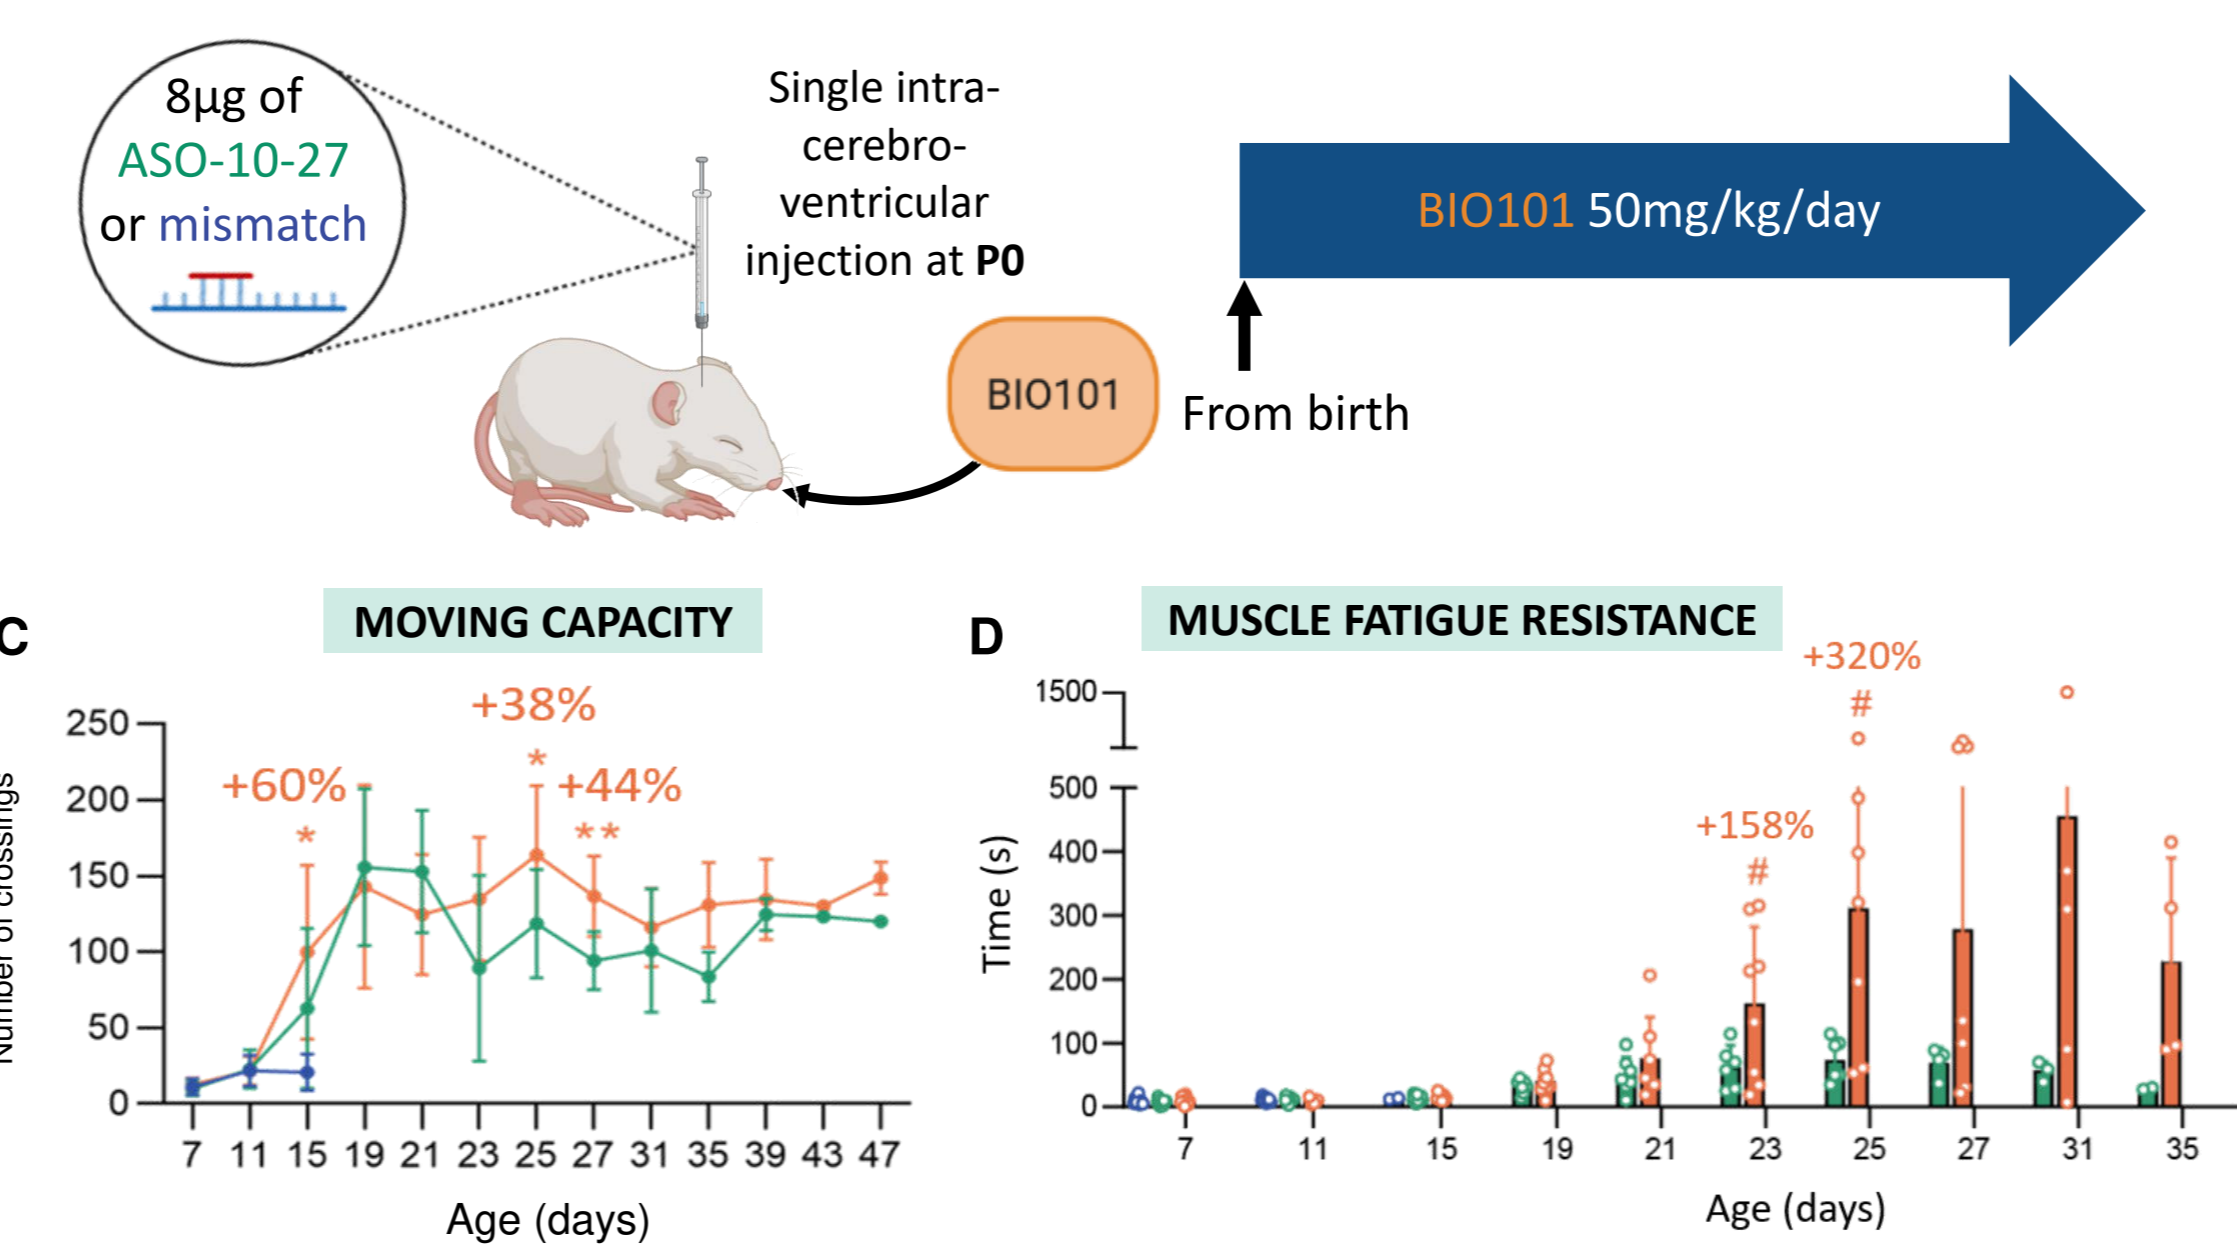 8µg of
ASO-10-27
or mismatch
Single intra-
cerebro-
ventricular
injection at P0
BIO101
BIO101 50mg/kg/day
From birth
C
MOVING CAPACITY
Number of crossings
250
200
150
100
50
0
+60%
*
+38%
*
+44%
**
7 11 15 19 21 23 25 27 31 35 39 43 47
Age (days)
D
MUSCLE FATIGUE RESISTANCE
Time (s)
1500
500
400
300
200
100
0
+158%
#
+320%
#
7 11 15 19 21 23 25 27 31 35
Age (days)